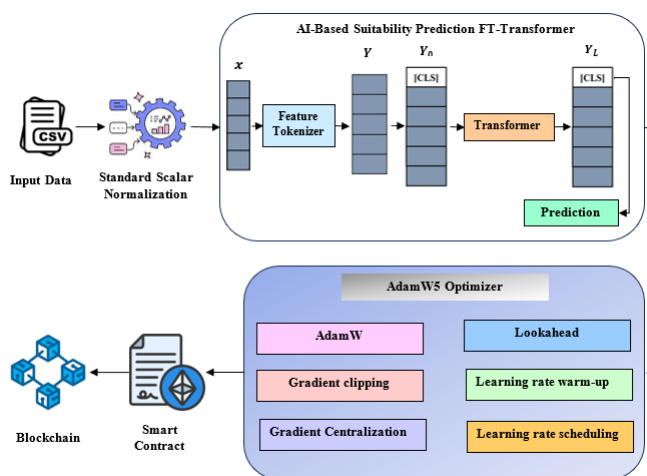 AI-Based Suitability Prediction FT-Transformer
x
Y
Y₀
Y_L
[CLS]
[CLS]
CSV
Feature
Tokenizer
Transformer
Input Data
Standard Scalar
Normalization
Prediction
AdamW5 Optimizer
AdamW
Lookahead
Gradient clipping
Learning rate warm-up
Gradient Centralization
Learning rate scheduling
Blockchain
Smart
Contract